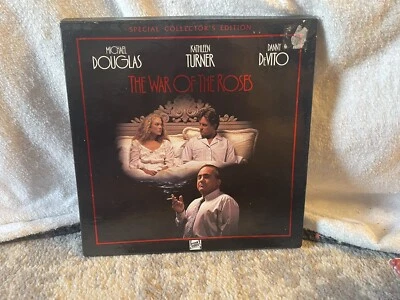 SPECIAL COLLECTOR'S EDITION
MICHAEL DOUGLAS
KATHLEEN TURNER
DANNY DeVITO
THE WAR OF THE ROSES